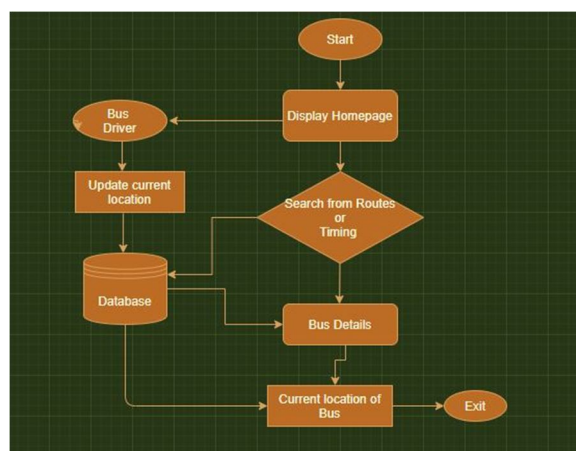 Start
Display Homepage
Bus
Driver
Update current
location
Search from Routes
or
Timing
Database
Bus Details
Current location of
Bus
Exit